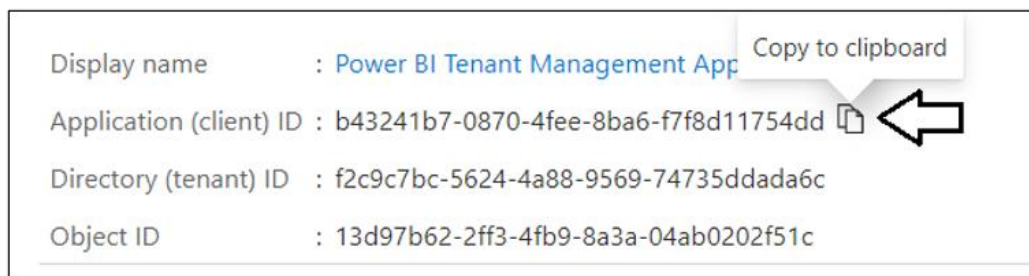 Copy to clipboard
Display name : Power BI Tenant Management App
Application (client) ID : b43241b7-0870-4fee-8ba6-f7f8d11754dd
Directory (tenant) ID : f2c9c7bc-5624-4a88-9569-74735ddada6c
Object ID : 13d97b62-2ff3-4fb9-8a3a-04ab0202f51c